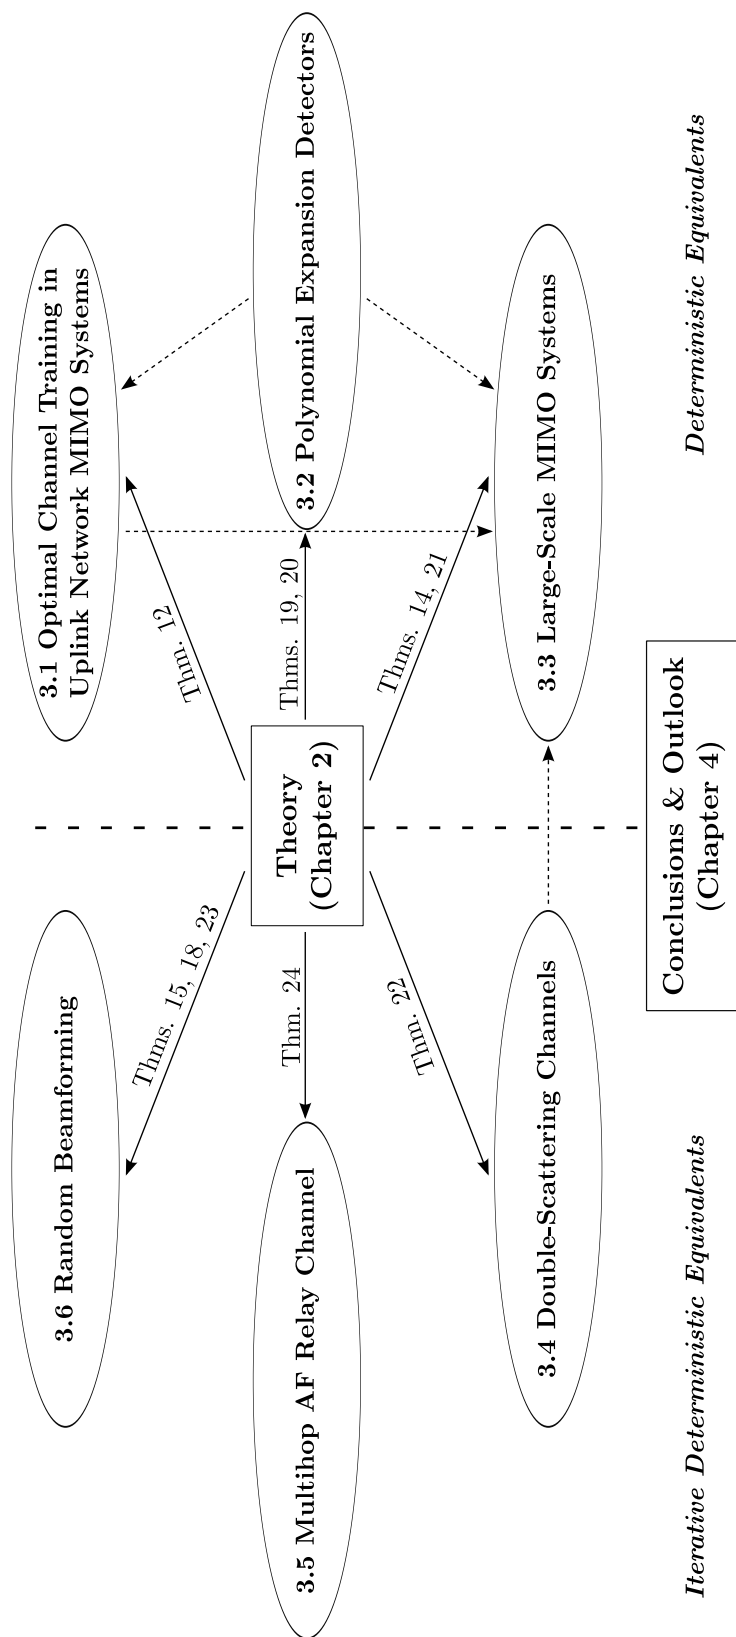 3.6 Random Beamforming
3.1 Optimal Channel Training in
Uplink Network MIMO Systems
Thms. 15, 18, 23
Thm. 12
3.5 Multihop AF Relay Channel
Thm. 24
Theory
(Chapter 2)
Thms. 19, 20
3.2 Polynomial Expansion Detectors
Thm. 22
Thms. 14, 21
3.4 Double-Scattering Channels
3.3 Large-Scale MIMO Systems
Iterative Deterministic Equivalents
Conclusions & Outlook
(Chapter 4)
Deterministic Equivalents